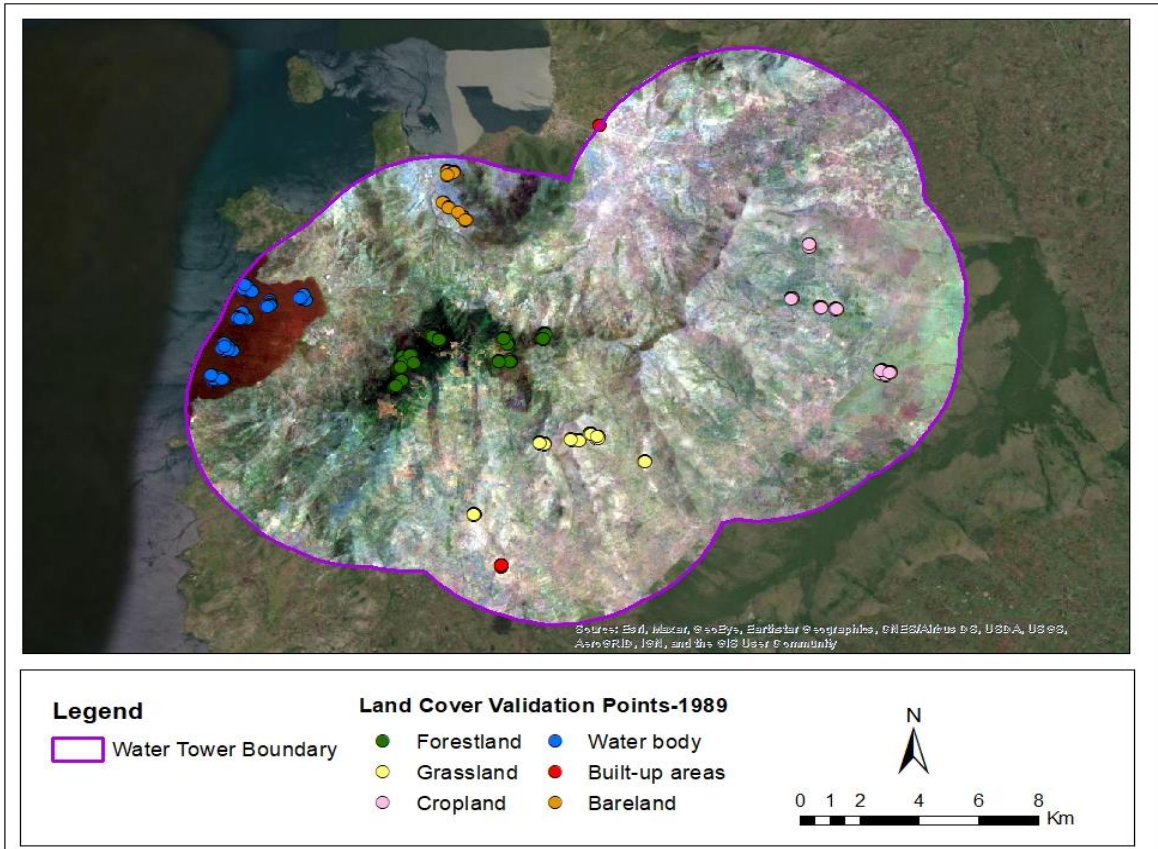 Source: Esri, Maxar, GeoEye, Earthstar Geographics, CNES/Airbus DS, USDA, USGS,
AeroGRID, IGN, and the GIS User Community
Legend
Water Tower Boundary
Land Cover Validation Points-1989
Forestland
Water body
Grassland
Built-up areas
Cropland
Bareland
N
0 1 2 4 6 8
Km